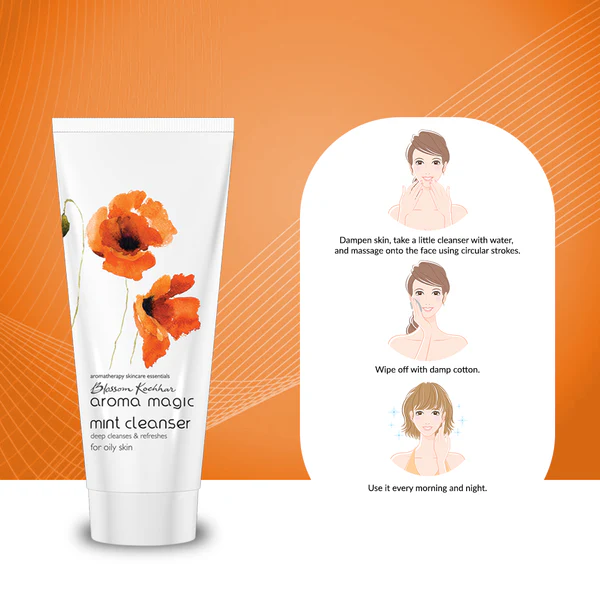 aromatherapy skincare essentials
Blossom Kochhar
aroma magic
mint cleanser
deep cleanses & refreshes
for oily skin
Dampen skin, take a little cleanser with water,
and massage onto the face using circular strokes.
Wipe off with damp cotton.
Use it every morning and night.